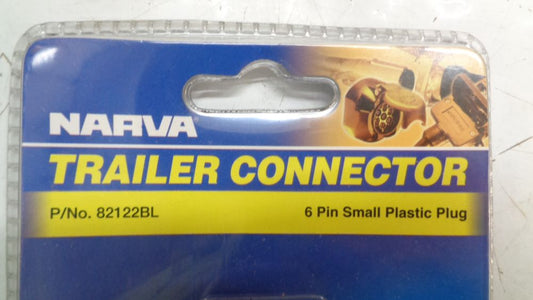 NARVA
TRAILER CONNECTOR
P/No. 82122BL 6 Pin Small Plastic Plug